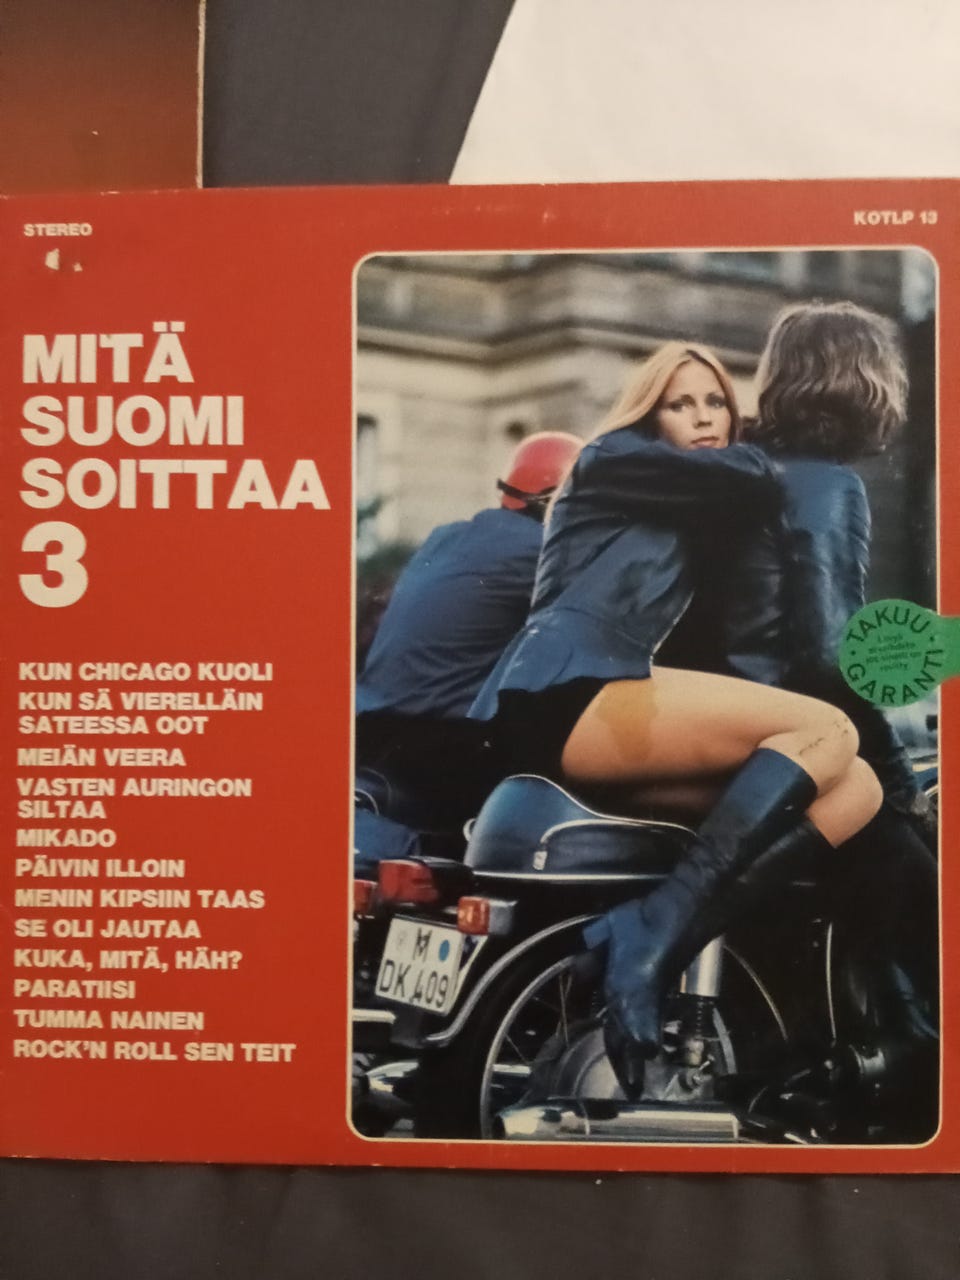 STEREO
KOTLP 13
MITÄ
SUOMI
SOITTAA
3
KUN CHICAGO KUOLI
KUN SÄ VIERELLÄIN
SATEESSA OOT
MEIÄN VEERA
VASTEN AURINGON
SILTAA
MIKADO
PÄIVIN ILLOIN
MENIN KIPSIIN TAAS
SE OLI JAUTAA
KUKA, MITÄ, HÄH?
PARATIISI
TUMMA NAINEN
ROCK'N ROLL SEN TEIT
TAKUU
GARANTI
M
DK 409